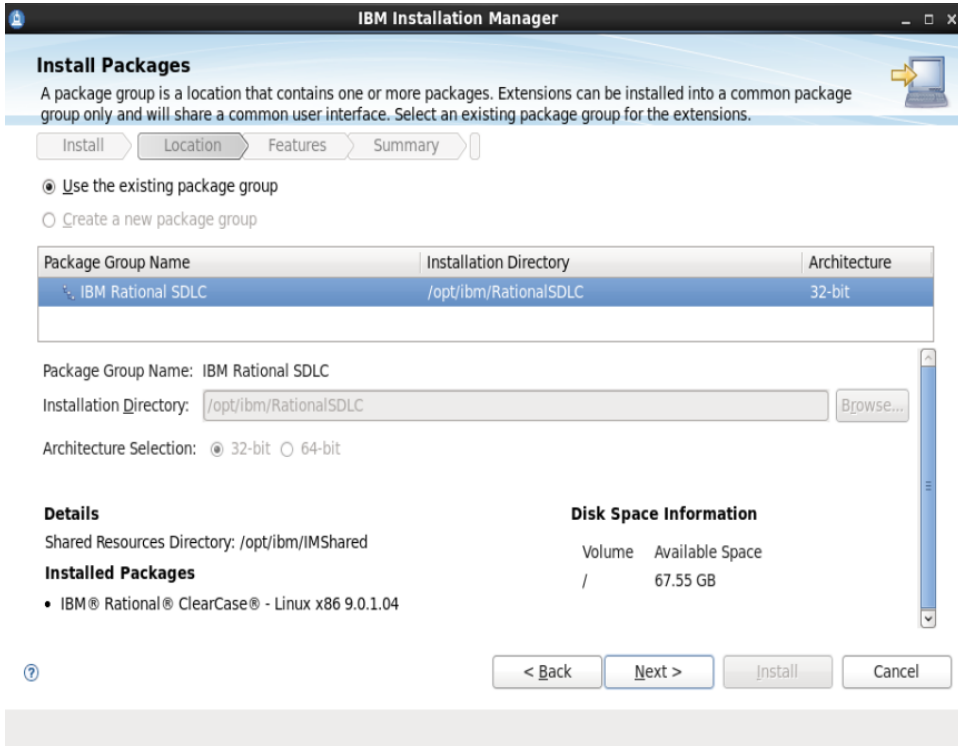 IBM Installation Manager
Install Packages
A package group is a location that contains one or more packages. Extensions can be installed into a common package
group only and will share a common user interface. Select an existing package group for the extensions.
Install Location Features Summary
Use the existing package group
Create a new package group
Package Group Name Installation Directory Architecture
IBM Rational SDLC /opt/ibm/RationalSDLC 32-bit
Package Group Name: IBM Rational SDLC
Installation Directory: /opt/ibm/RationalSDLC Browse...
Architecture Selection: 32-bit 64-bit
Details Disk Space Information
Shared Resources Directory: /opt/ibm/IMShared
Volume Available Space
Installed Packages
/ 67.55 GB
• IBM® Rational® ClearCase® - Linux x86 9.0.1.04
? < Back Next > Install Cancel